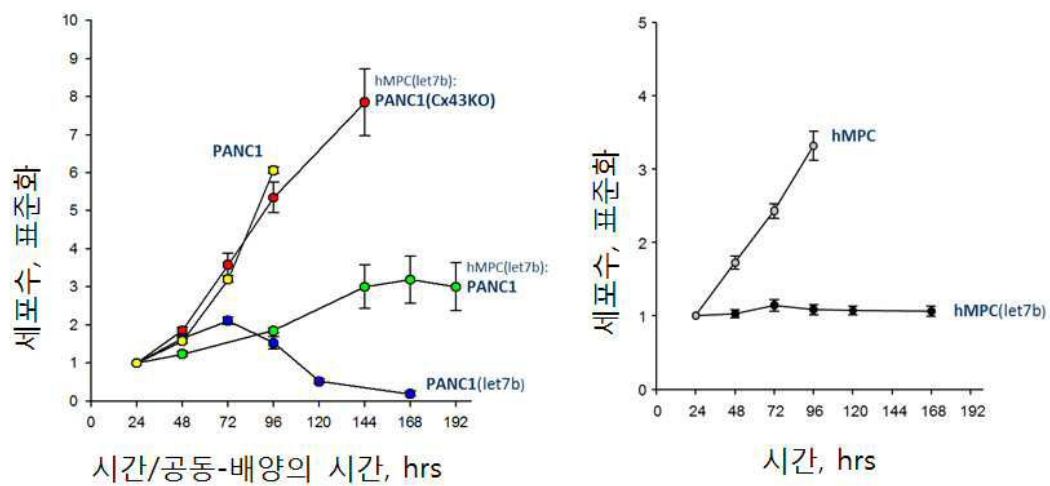 10
9
8
7
6
5
4
3
2
1
0
세포수, 표준화
hMPC(let7b):
PANC1(Cx43KO)
PANC1
hMPC(let7b):
PANC1
PANC1(let7b)
0 24 48 72 96 120 144 168 192
시간/공동-배양의 시간, hrs
5
4
3
2
1
0
세포수, 표준화
hMPC
hMPC(let7b)
0 24 48 72 96 120 144 168 192
시간, hrs